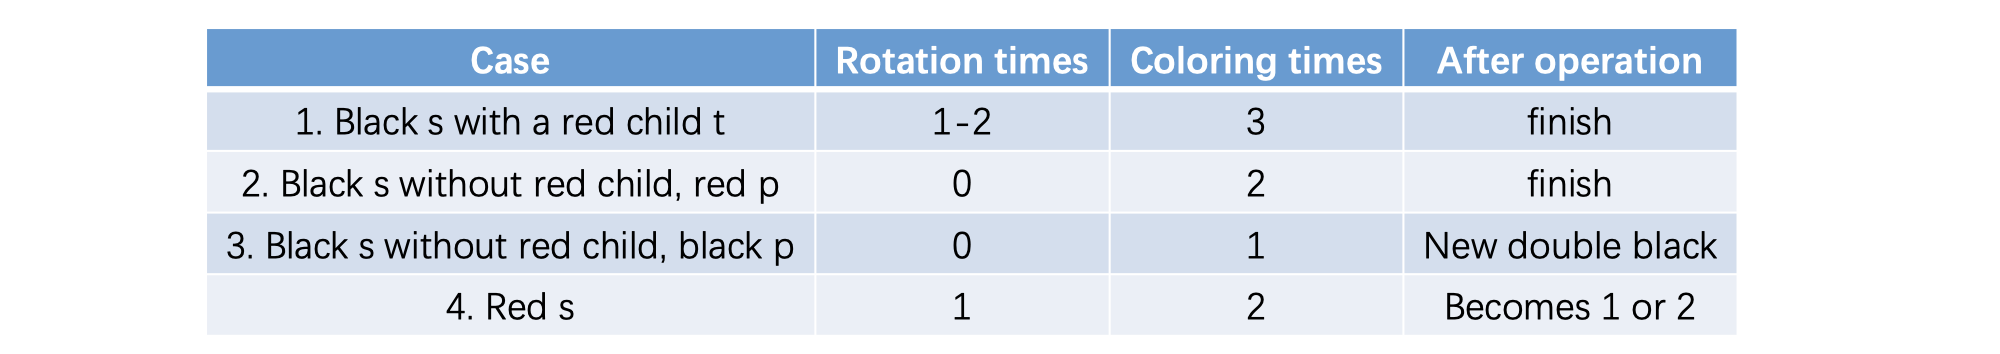 Case Rotation times Coloring times After operation
1. Black s with a red child t 1-2 3 finish
2. Black s without red child, red p 0 2 finish
3. Black s without red child, black p 0 1 New double black
4. Red s 1 2 Becomes 1 or 2